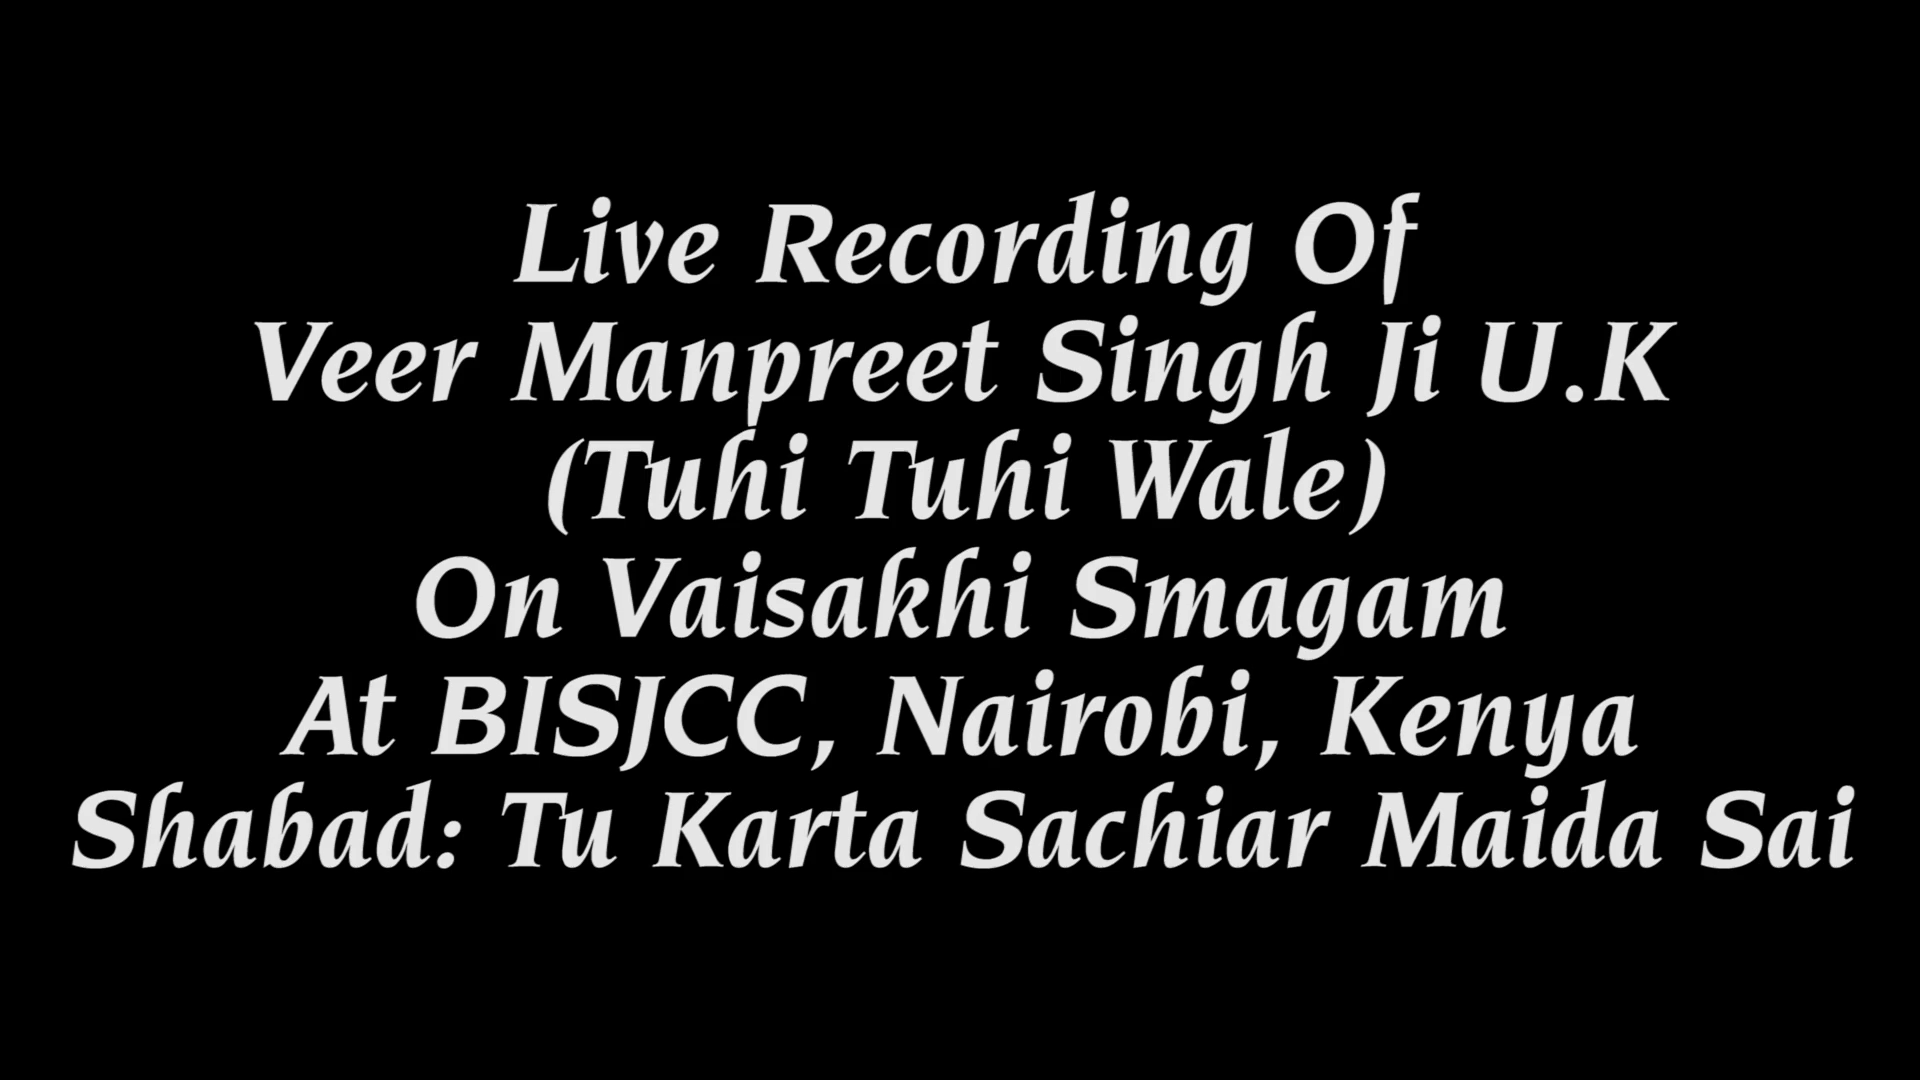 Live Recording Of
Veer Manpreet Singh Ji U.K
(Tuhi Tuhi Wale)
On Vaisakhi Smagam
At BISJCC, Nairobi, Kenya
Shabad: Tu Karta Sachiar Maida Sai